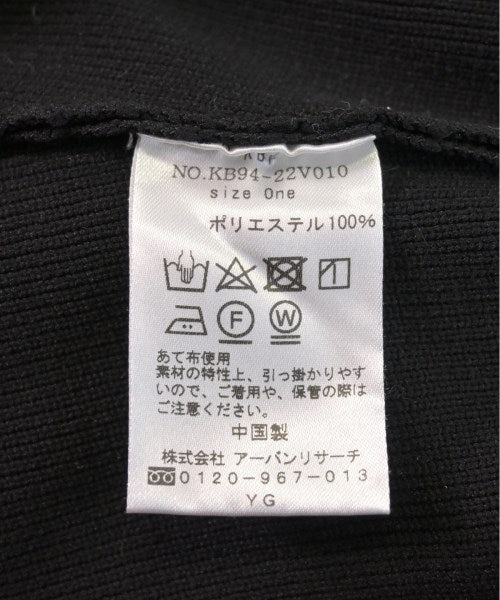 NO.KB94-22V010
size One
ポリエステル100%
F W
あて布使用
素材の特性上、引っ掛かりやす
いので、ご着用や、保管の際は
ご注意ください。
中国製
株式会社 アーバンリサーチ
0120-967-013
YG